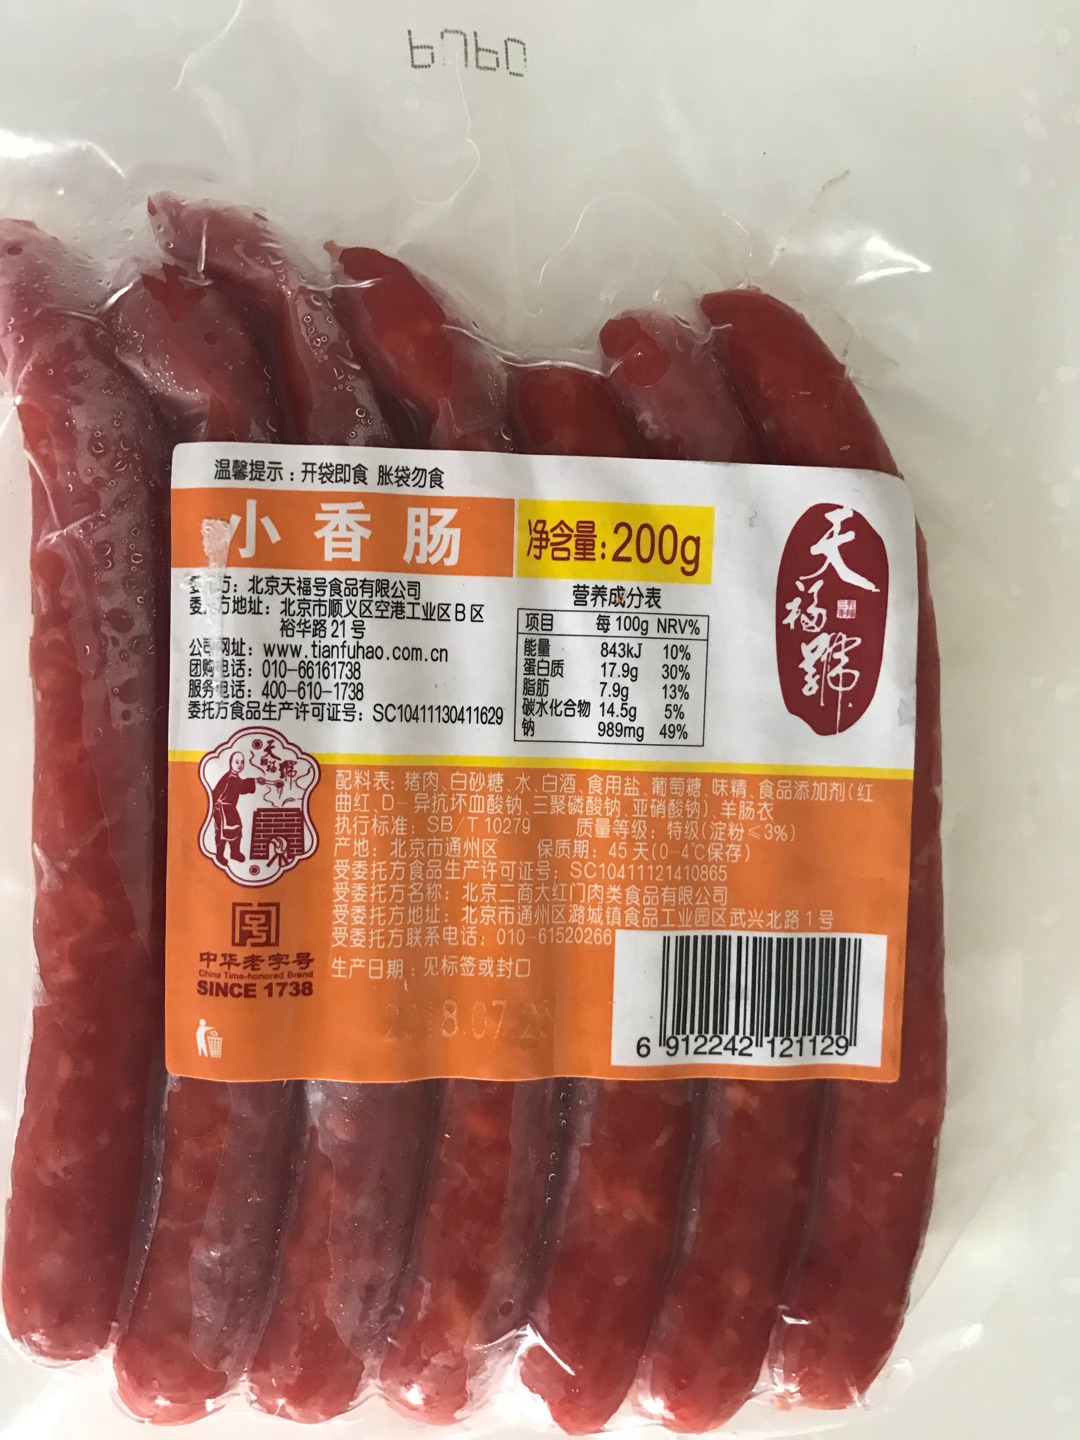 温馨提示：开袋即食 胀袋勿食
小香肠
净含量:200g
天福號
委托方：北京天福号食品有限公司
委托方地址：北京市顺义区空港工业区B区
裕华路21号
公司网址：www.tianfuhao.com.cn
团购电话：010-66161738
服务电话：400-610-1738
委托方食品生产许可证号：SC10411130411629
营养成分表
项目 每100g NRV%
能量 843kJ 10%
蛋白质 17.9g 30%
脂肪 7.9g 13%
碳水化合物 14.5g 5%
钠 989mg 49%
天福號
配料表：猪肉、白砂糖、水、白酒、食用盐、葡萄糖、味精、食品添加剂(红
曲红、D-异抗坏血酸钠、三聚磷酸钠、亚硝酸钠)、羊肠衣
执行标准：SB/T 10279 质量等级：特级(淀粉≤3%)
产地：北京市通州区 保质期：45天(0-4℃保存)
受委托方食品生产许可证号：SC10411121410865
受委托方名称：北京二商大红门肉类食品有限公司
受委托方地址：北京市通州区潞城镇食品工业园区武兴北路1号
受委托方联系电话：010-61520266
生产日期：见标签或封口
中华老字号
China Time-honored Brand
SINCE 1738
6 912242 121129